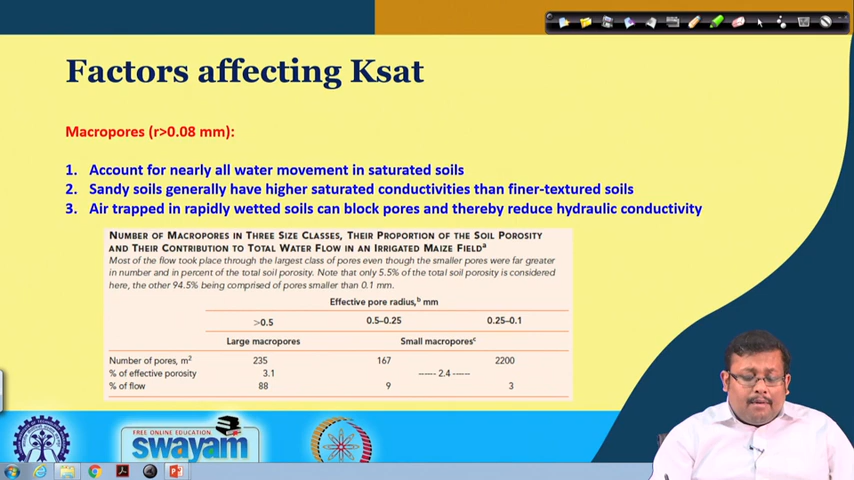 Factors affecting Ksat
Macropores (r>0.08 mm):
1. Account for nearly all water movement in saturated soils
2. Sandy soils generally have higher saturated conductivities than finer-textured soils
3. Air trapped in rapidly wetted soils can block pores and thereby reduce hydraulic conductivity
NUMBER OF MACROPORES IN THREE SIZE CLASSES, THEIR PROPORTION OF THE SOIL POROSITY
AND THEIR CONTRIBUTION TO TOTAL WATER FLOW IN AN IRRIGATED MAIZE FIELDa
Most of the flow took place through the largest class of pores even though the smaller pores were far greater
in number and in percent of the total soil porosity. Note that only 5.5% of the total soil porosity is considered
here, the other 94.5% being comprised of pores smaller than 0.1 mm.
Effective pore radius,b mm
>0.5 0.5–0.25 0.25–0.1
Large macropores Small macroporesc
Number of pores, m2 235 167 2200
% of effective porosity 3.1 ------ 2.4 ------
% of flow 88 9 3
FREE ONLINE EDUCATION
swayam